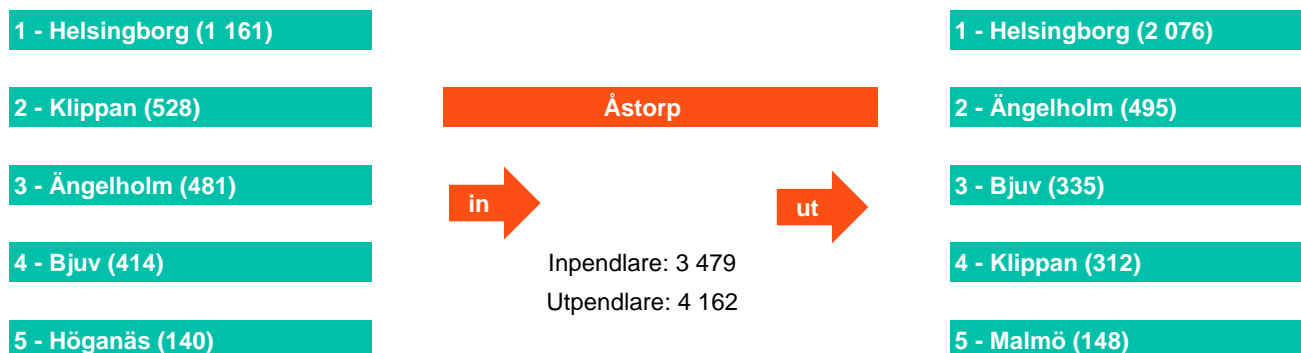 1 - Helsingborg (1 161)
2 - Klippan (528)
3 - Ängelholm (481)
4 - Bjuv (414)
5 - Höganäs (140)
Åstorp
in
ut
Inpendlare: 3 479
Utpendlare: 4 162
1 - Helsingborg (2 076)
2 - Ängelholm (495)
3 - Bjuv (335)
4 - Klippan (312)
5 - Malmö (148)